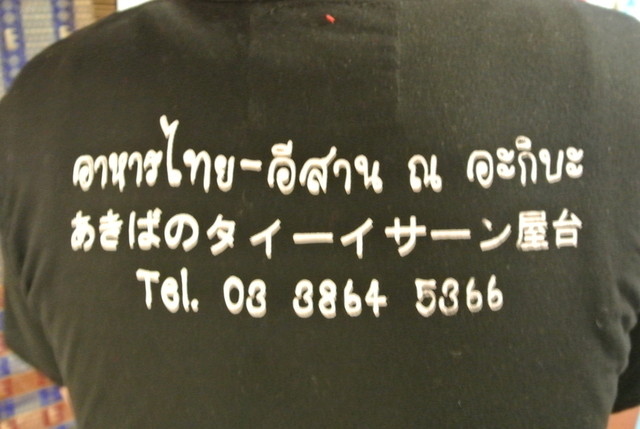 อาหารไทย-อีสาน ณ อะกิบะ
あきばのタイーイサーン屋台
Tel. 03 3864 5366